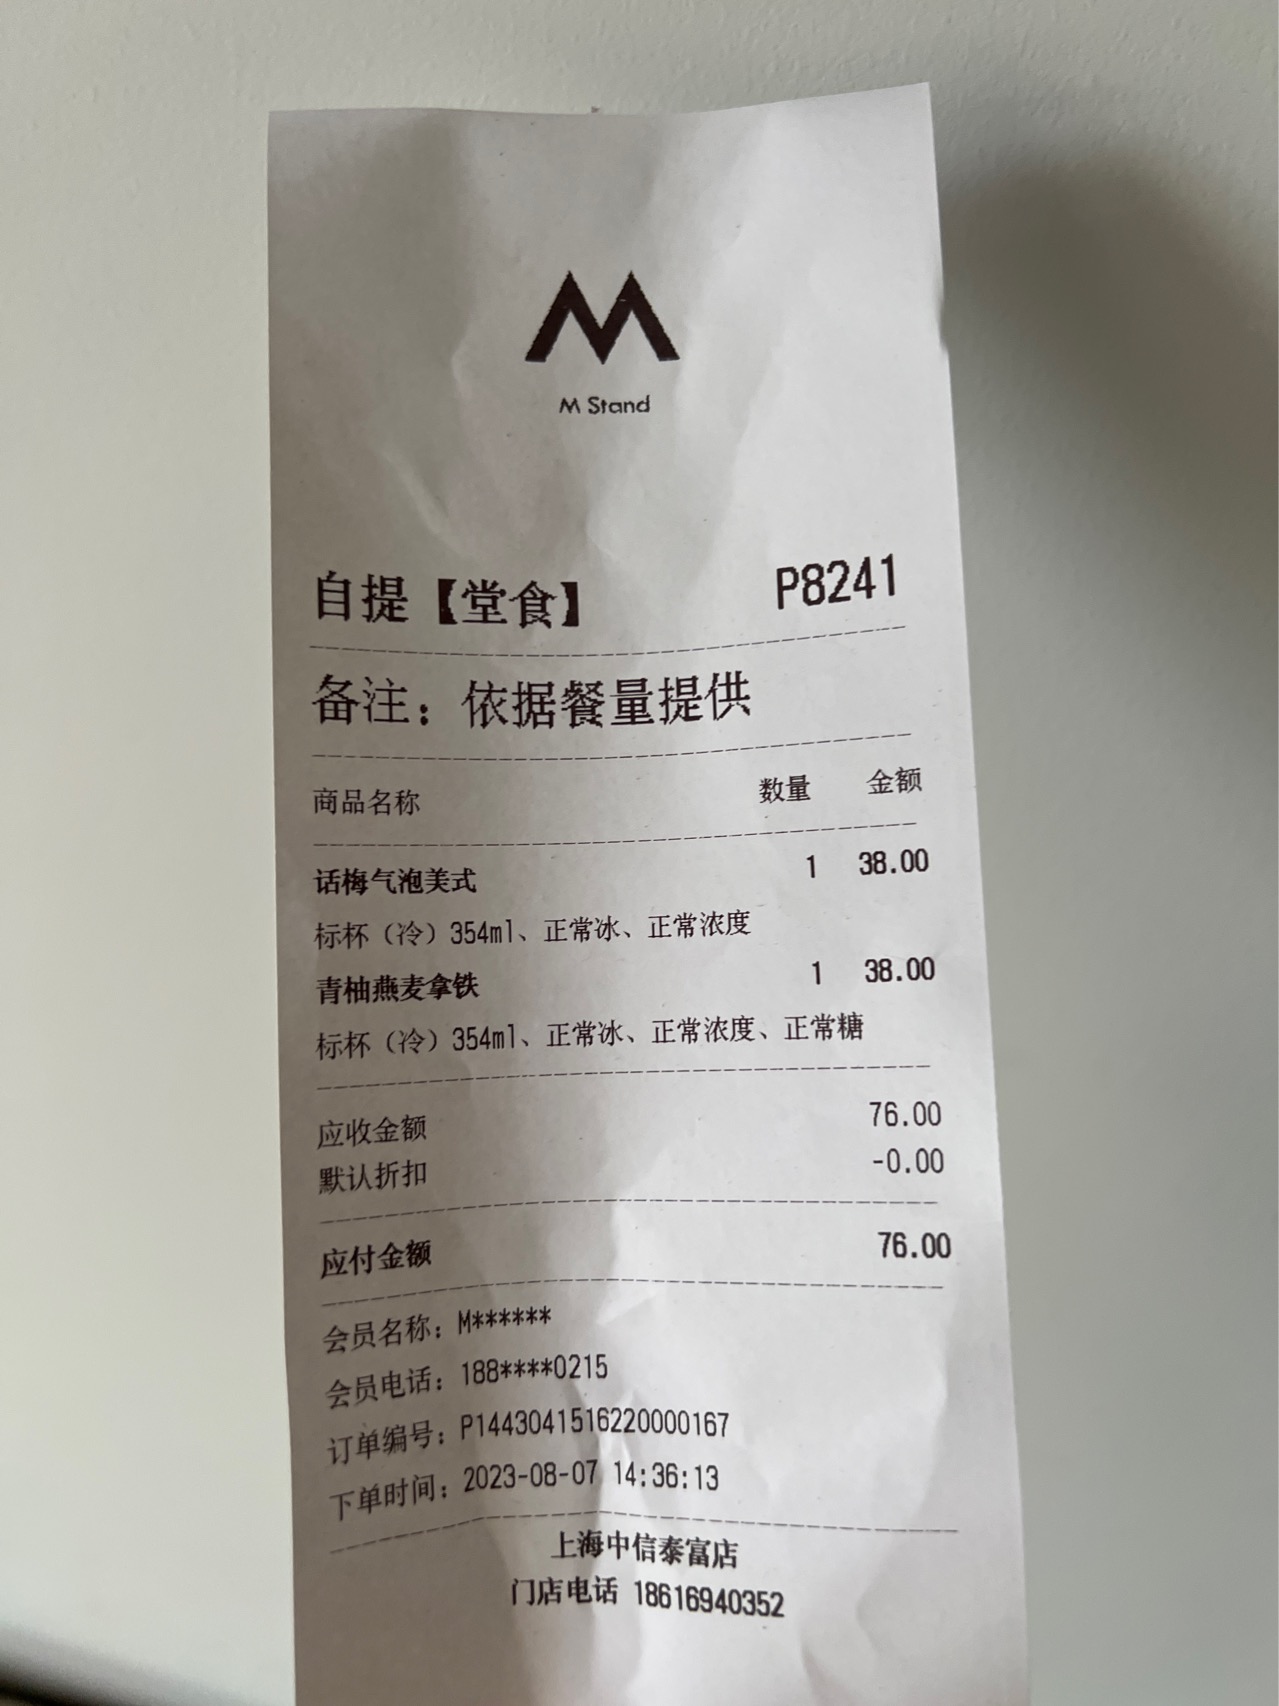 M Stand
自提【堂食】 P8241
备注：依据餐量提供
商品名称 数量 金额
话梅气泡美式 1 38.00
标杯（冷）354ml、正常冰、正常浓度
青柚燕麦拿铁 1 38.00
标杯（冷）354ml、正常冰、正常浓度、正常糖
应收金额 76.00
默认折扣 -0.00
应付金额 76.00
会员名称：M******
会员电话：188****0215
订单编号：P1443041516220000167
下单时间：2023-08-07 14:36:13
上海中信泰富店
门店电话 18616940352